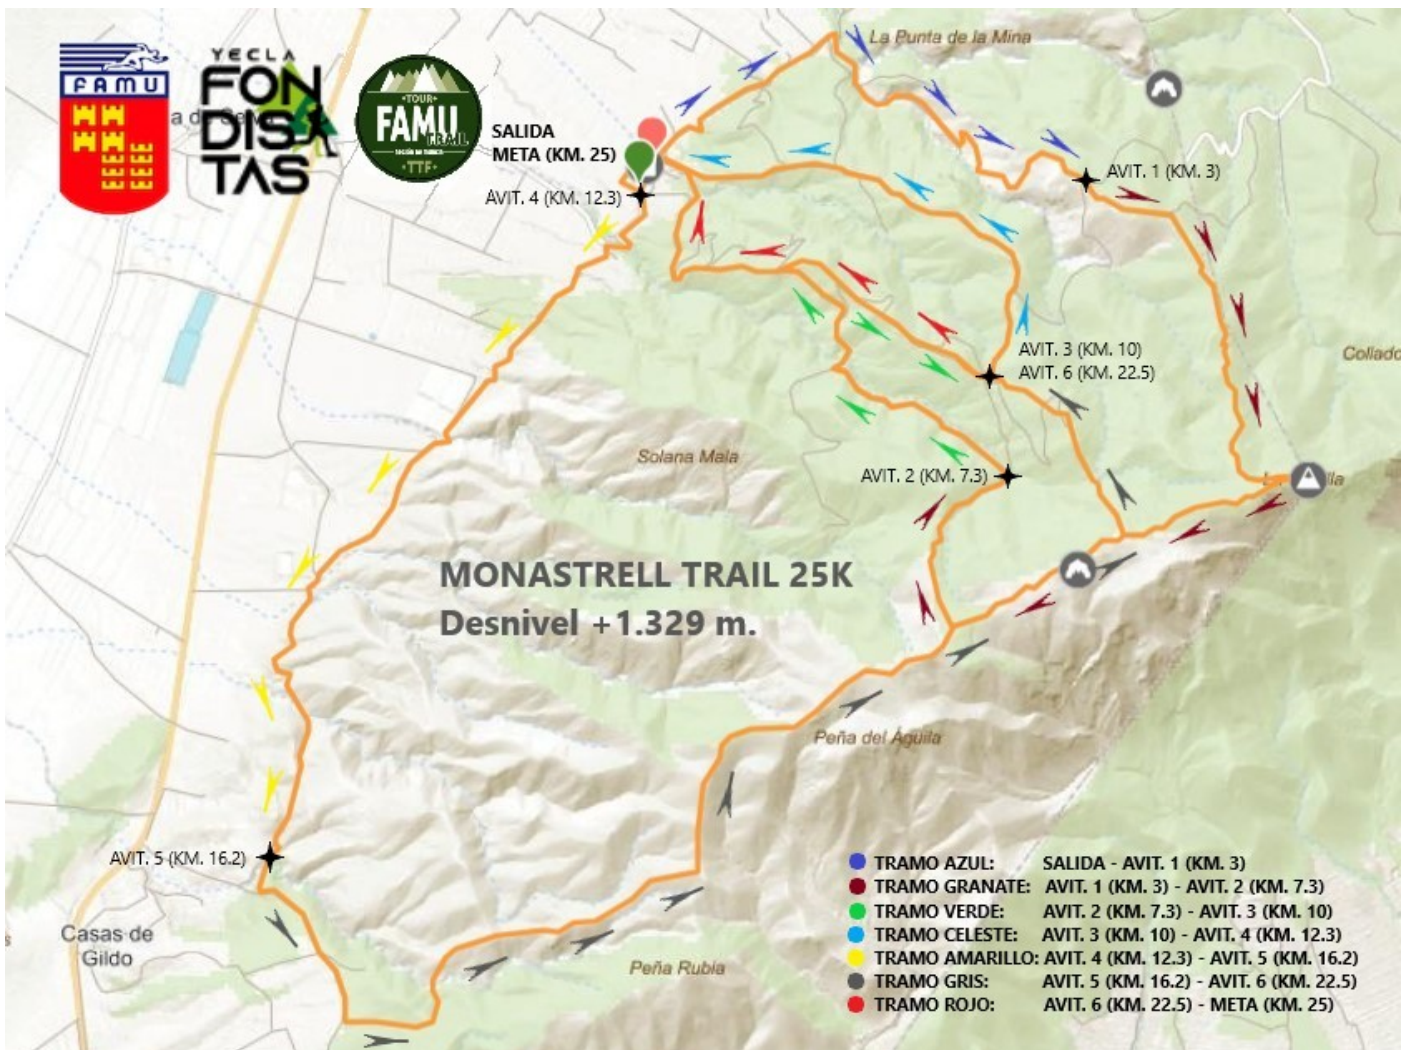 FAMU
YECLA
FON
DIS
TAS
TOUR
FAMU
TRAIL
TTF
SALIDA
META (KM. 25)
AVIT. 4 (KM. 12.3)
La Punta de la Mina
AVIT. 1 (KM. 3)
AVIT. 3 (KM. 10)
AVIT. 6 (KM. 22.5)
Collado
Solana Mala
AVIT. 2 (KM. 7.3)
MONASTRELL TRAIL 25K
Desnivel +1.329 m.
Peña del Águila
AVIT. 5 (KM. 16.2)
Casas de
Gildo
Peña Rubia
TRAMO AZUL: SALIDA - AVIT. 1 (KM. 3)
TRAMO GRANATE: AVIT. 1 (KM. 3) - AVIT. 2 (KM. 7.3)
TRAMO VERDE: AVIT. 2 (KM. 7.3) - AVIT. 3 (KM. 10)
TRAMO CELESTE: AVIT. 3 (KM. 10) - AVIT. 4 (KM. 12.3)
TRAMO AMARILLO: AVIT. 4 (KM. 12.3) - AVIT. 5 (KM. 16.2)
TRAMO GRIS: AVIT. 5 (KM. 16.2) - AVIT. 6 (KM. 22.5)
TRAMO ROJO: AVIT. 6 (KM. 22.5) - META (KM. 25)